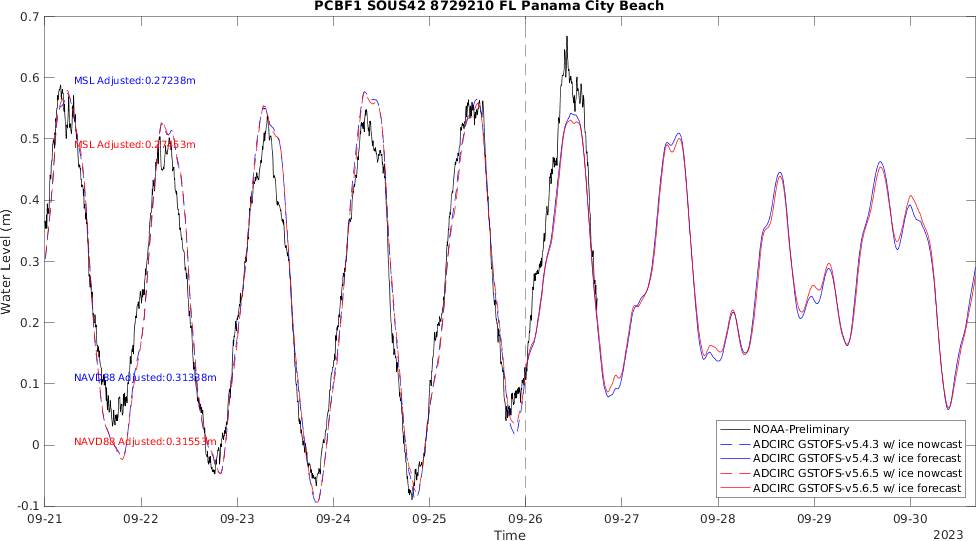 PCBF1 SOUS42 8729210 FL Panama City Beach
Water Level (m)
0.7
0.6
0.5
0.4
0.3
0.2
0.1
0
-0.1
MSL Adjusted:0.27238m
MSL Adjusted:0.27453m
NAVD88 Adjusted:0.31338m
NAVD88 Adjusted:0.31553m
NOAA-Preliminary
ADCIRC GSTOFS-v5.4.3 w/ ice nowcast
ADCIRC GSTOFS-v5.4.3 w/ ice forecast
ADCIRC GSTOFS-v5.6.5 w/ ice nowcast
ADCIRC GSTOFS-v5.6.5 w/ ice forecast
09-21 09-22 09-23 09-24 09-25 09-26 09-27 09-28 09-29 09-30
Time
2023